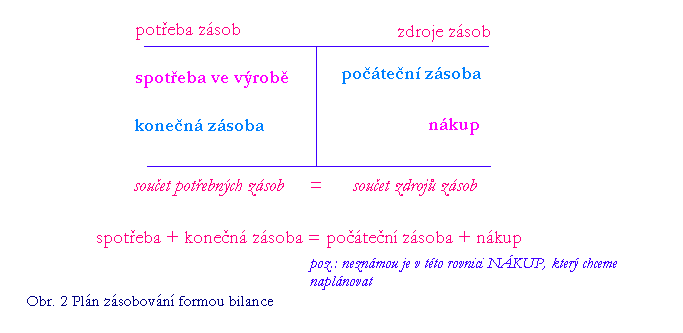 potřeba zásob zdroje zásob
spotřeba ve výrobě počáteční zásoba
konečná zásoba nákup
součet potřebných zásob = součet zdrojů zásob
spotřeba + konečná zásoba = počáteční zásoba + nákup
poz.: neznámou je v této rovnici NÁKUP, který chceme
naplánovat
Obr. 2 Plán zásobování formou bilance